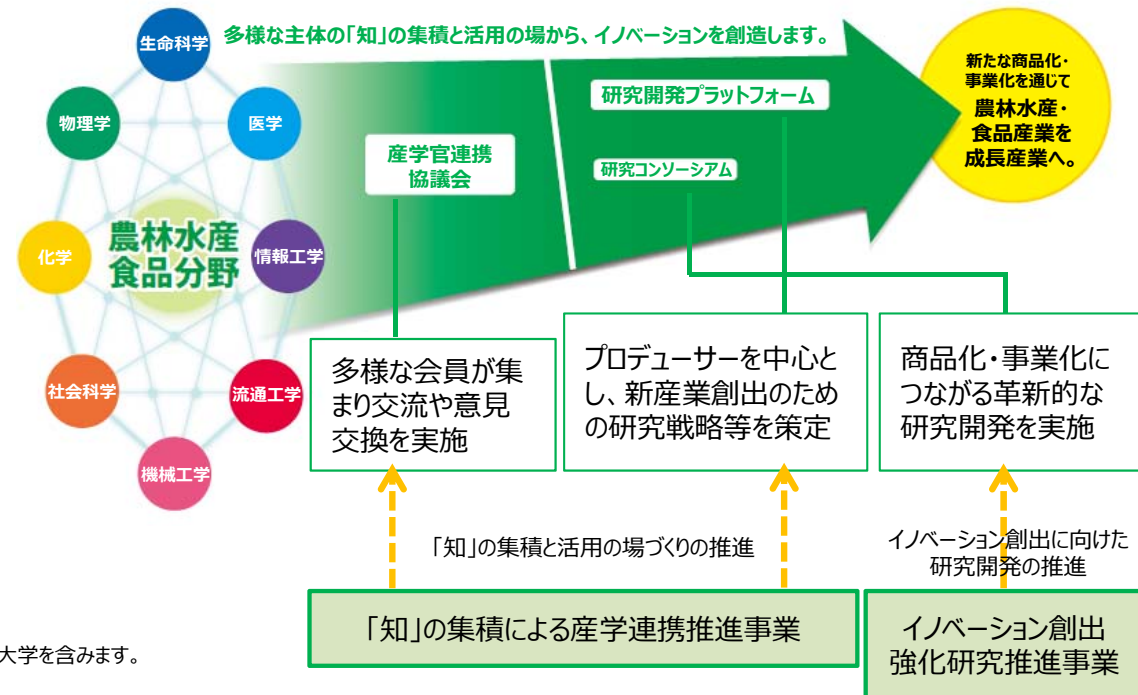 多様な主体の「知」の集積と活用の場から、イノベーションを創造します。
生命科学
物理学
医学
化学
農林水産
食品分野
情報工学
社会科学
流通工学
機械工学
産学官連携
協議会
研究開発プラットフォーム
研究コンソーシアム
新たな商品化・
事業化を通じて
農林水産・
食品産業を
成長産業へ。
多様な会員が集
まり交流や意見
交換を実施
プロデューサーを中心と
し、新産業創出のため
の研究戦略等を策定
商品化・事業化に
つながる革新的な
研究開発を実施
「知」の集積と活用の場づくりの推進
イノベーション創出に向けた
研究開発の推進
「知」の集積による産学連携推進事業
イノベーション創出
強化研究推進事業
大学を含みます。